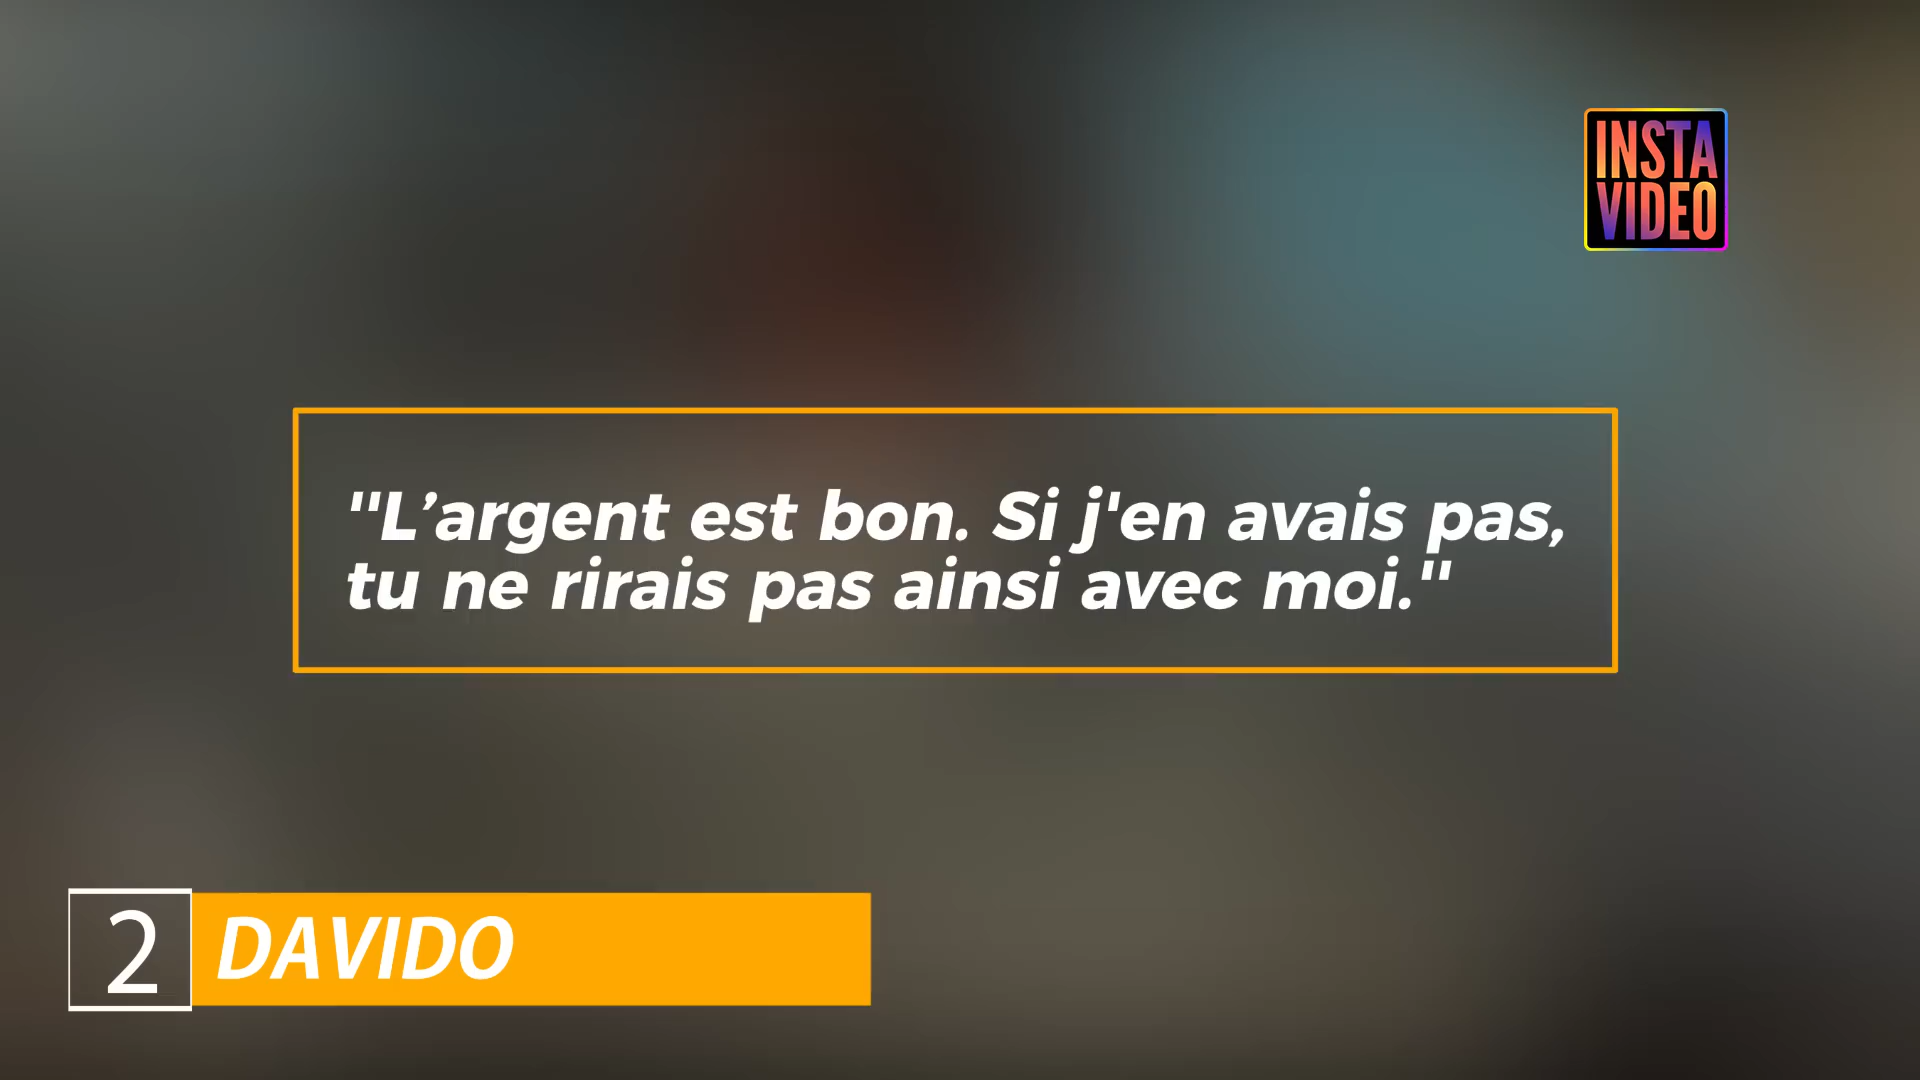 INSTA
VIDEO
"L’argent est bon. Si j'en avais pas,
tu ne rirais pas ainsi avec moi."
2 DAVIDO